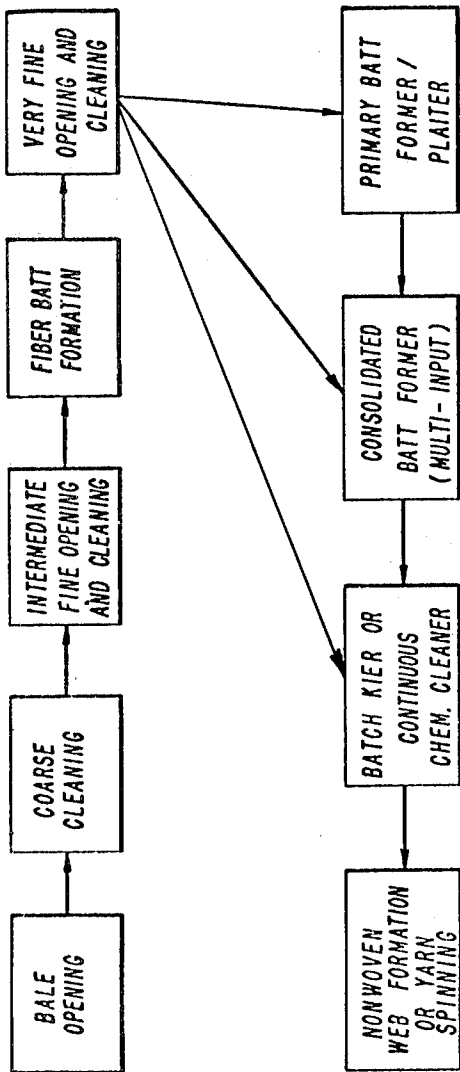 BALE
OPENING
COARSE
CLEANING
INTERMEDIATE
FINE OPENING
AND CLEANING
FIBER BATT
FORMATION
VERY FINE
OPENING AND
CLEANING
PRIMARY BATT
FORMER/
PLAITER
CONSOLIDATED
BATT FORMER
(MULTI-INPUT)
BATCH KIER OR
CONTINUOUS
CHEM. CLEANER
NONWOVEN
WEB FORMATION
OR YARN
SPINNING